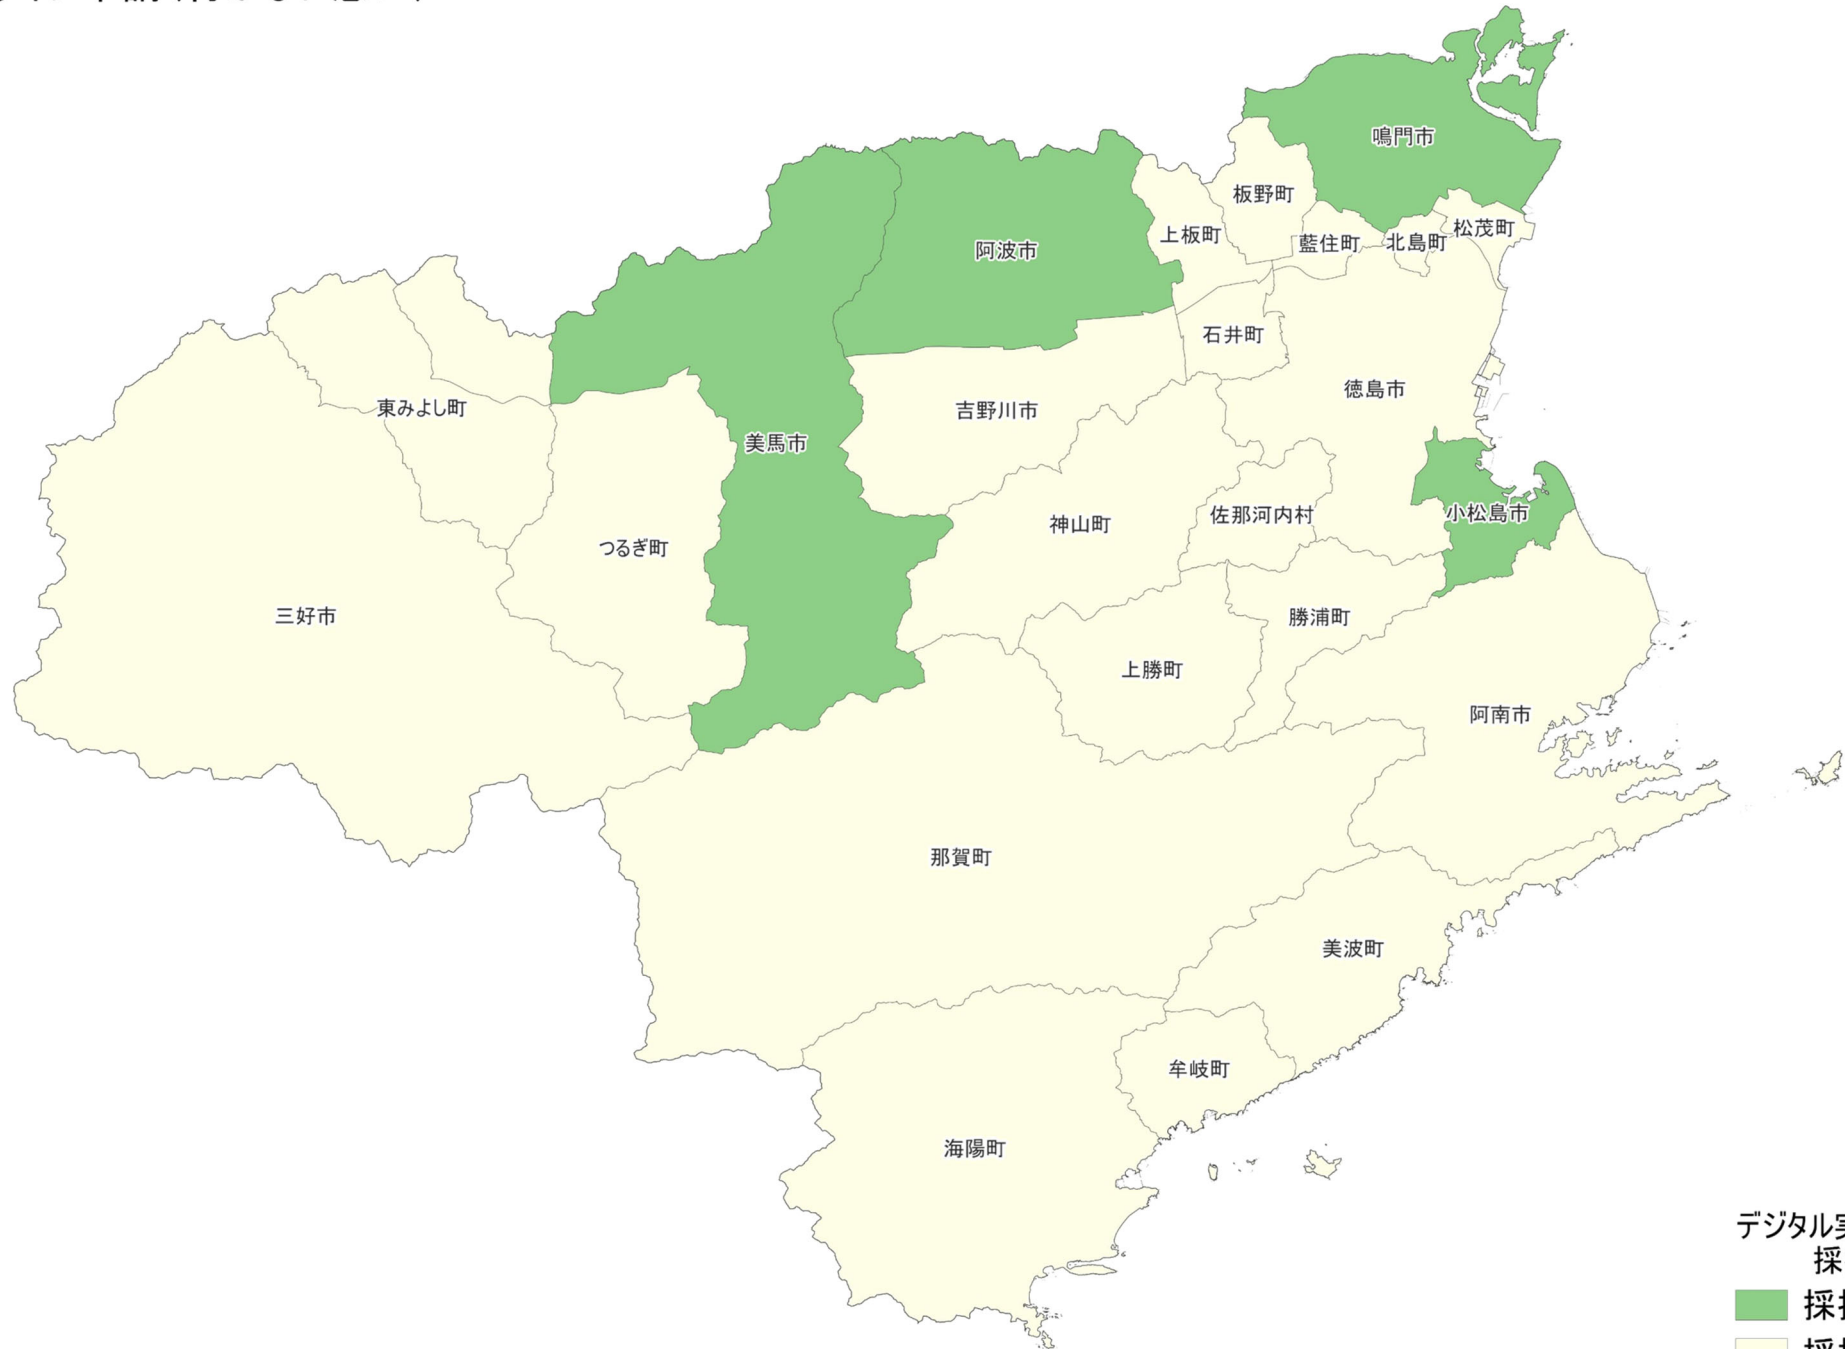 鳴門市
板野町
上板町
藍住町
北島町
松茂町
阿波市
石井町
徳島市
東みよし町
吉野川市
美馬市
小松島市
佐那河内村
神山町
つるぎ町
三好市
勝浦町
上勝町
阿南市
那賀町
美波町
牟岐町
海陽町
デジタル実
採
採択